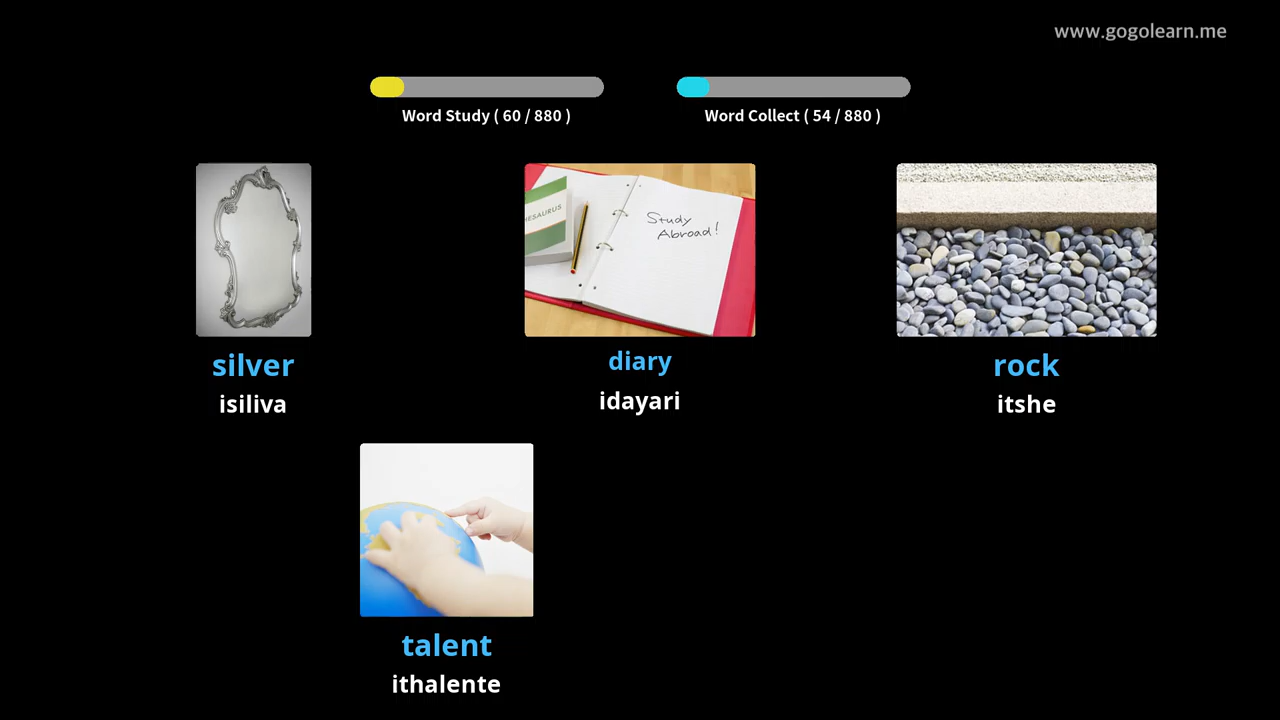 www.gogolearn.me
Word Study ( 60 / 880 )
Word Collect ( 54 / 880 )
HESAURUS
Study
Abroad!
silver
isiliva
diary
idayari
rock
itshe
talent
ithalente